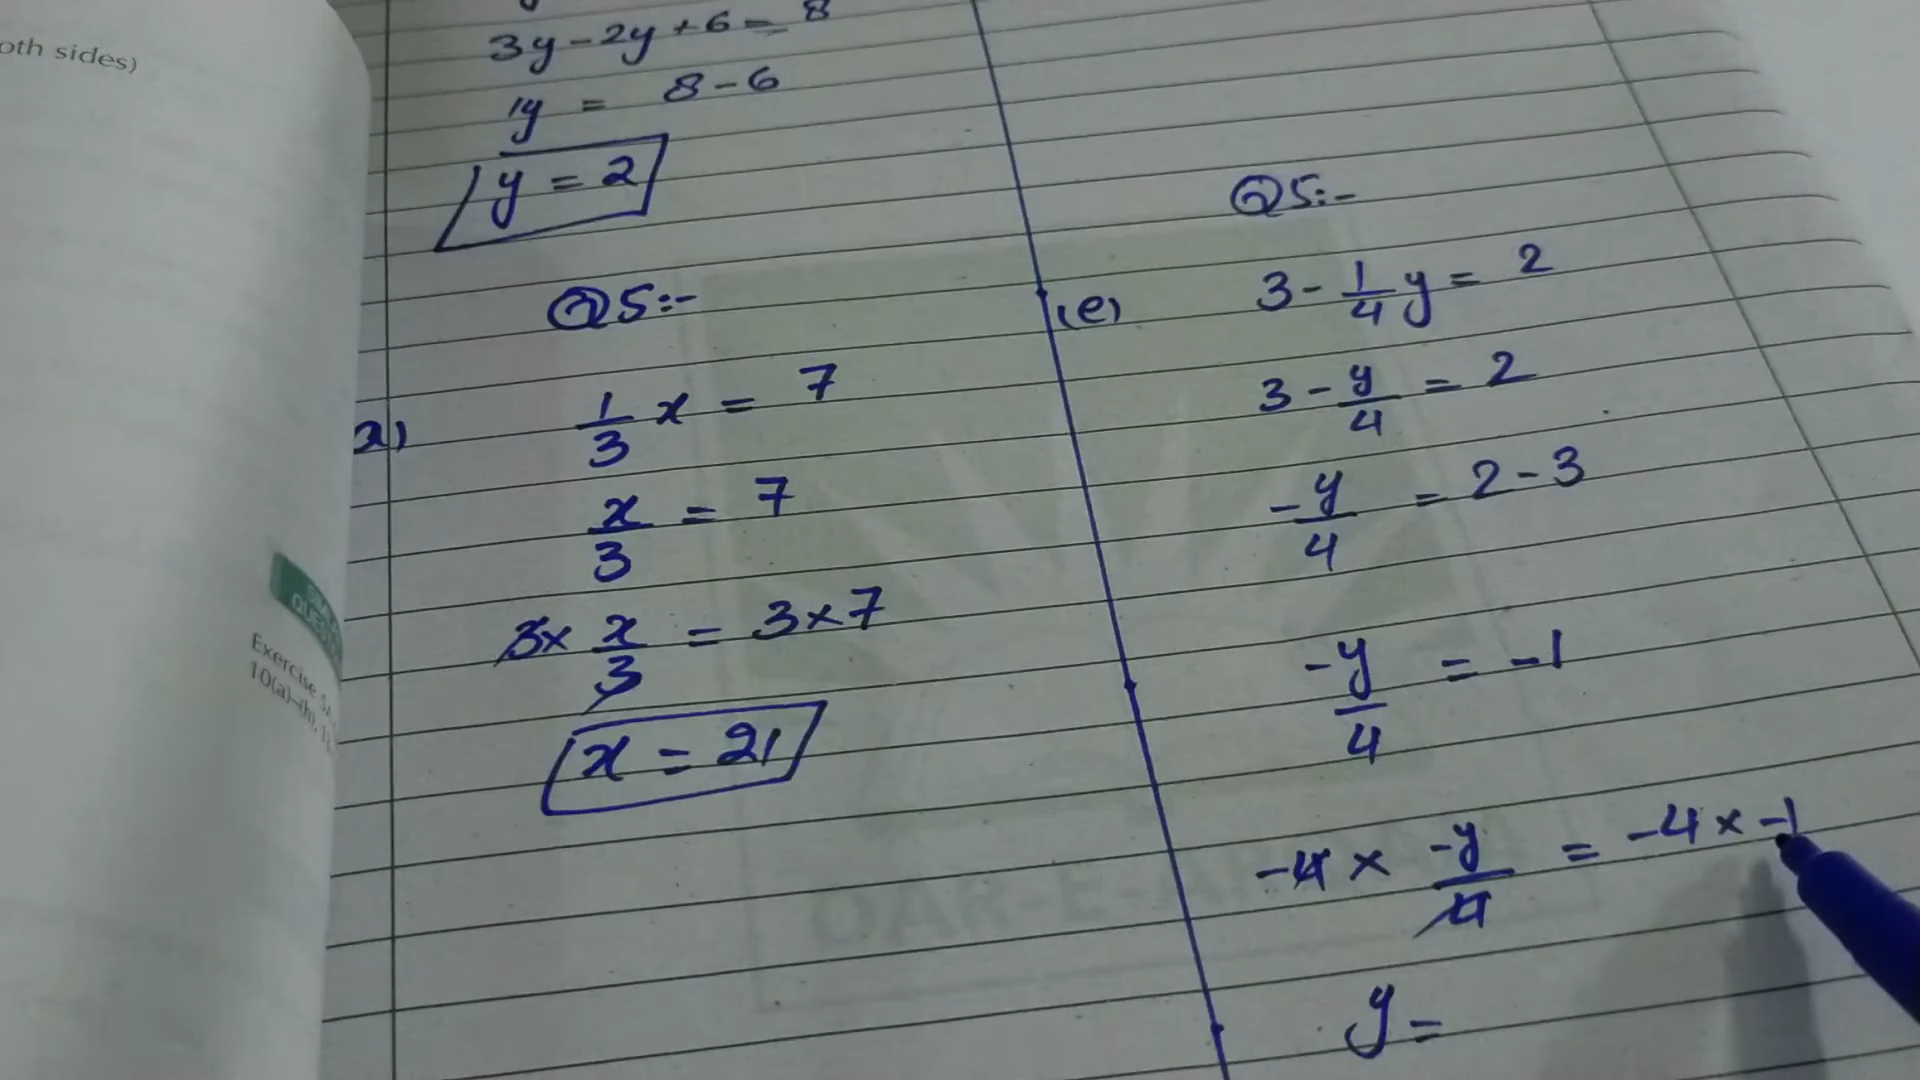 oth sides)
3y - 2y + 6 = 8
1y = 8 - 6
y = 2
Q5:-
a)
1/3 x = 7
x/3 = 7
3 × x/3 = 3 × 7
x = 21
Q5:-
(e) 3 - 1/4 y = 2
3 - y/4 = 2
-y/4 = 2 - 3
-y/4 = -1
-4 × -y/4 = -4 × -1
y =
Exercise 5A
10(a)–(h),
DAR-E-A